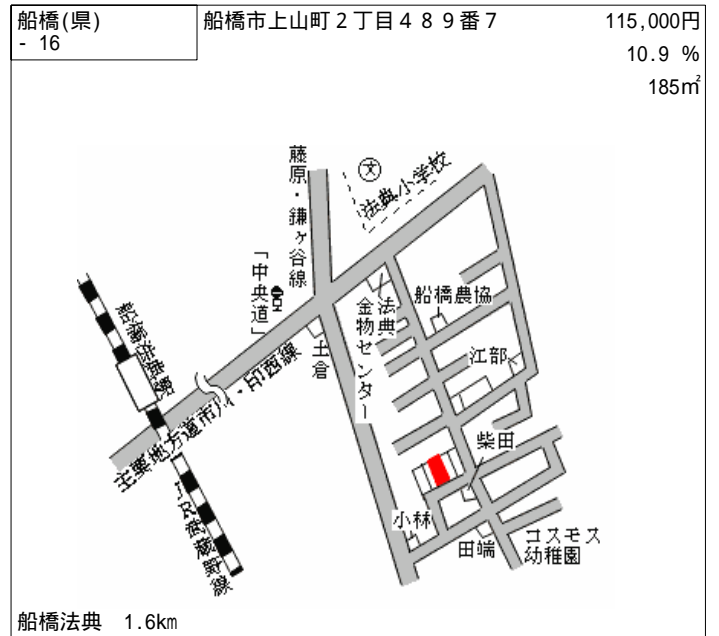 船橋(県)
- 16
船橋市上山町２丁目４８９番７
115,000円
10.9 %
185㎡
藤原・鎌ヶ谷線
文
法典小学校
「中央道」
法典金物センター
船橋農協
土倉
江部
船橋法典駅
主要地方道市川・印西線
柴田
小林
田端
コスモス
幼稚園
ＪＲ武蔵野線
船橋法典 1.6km